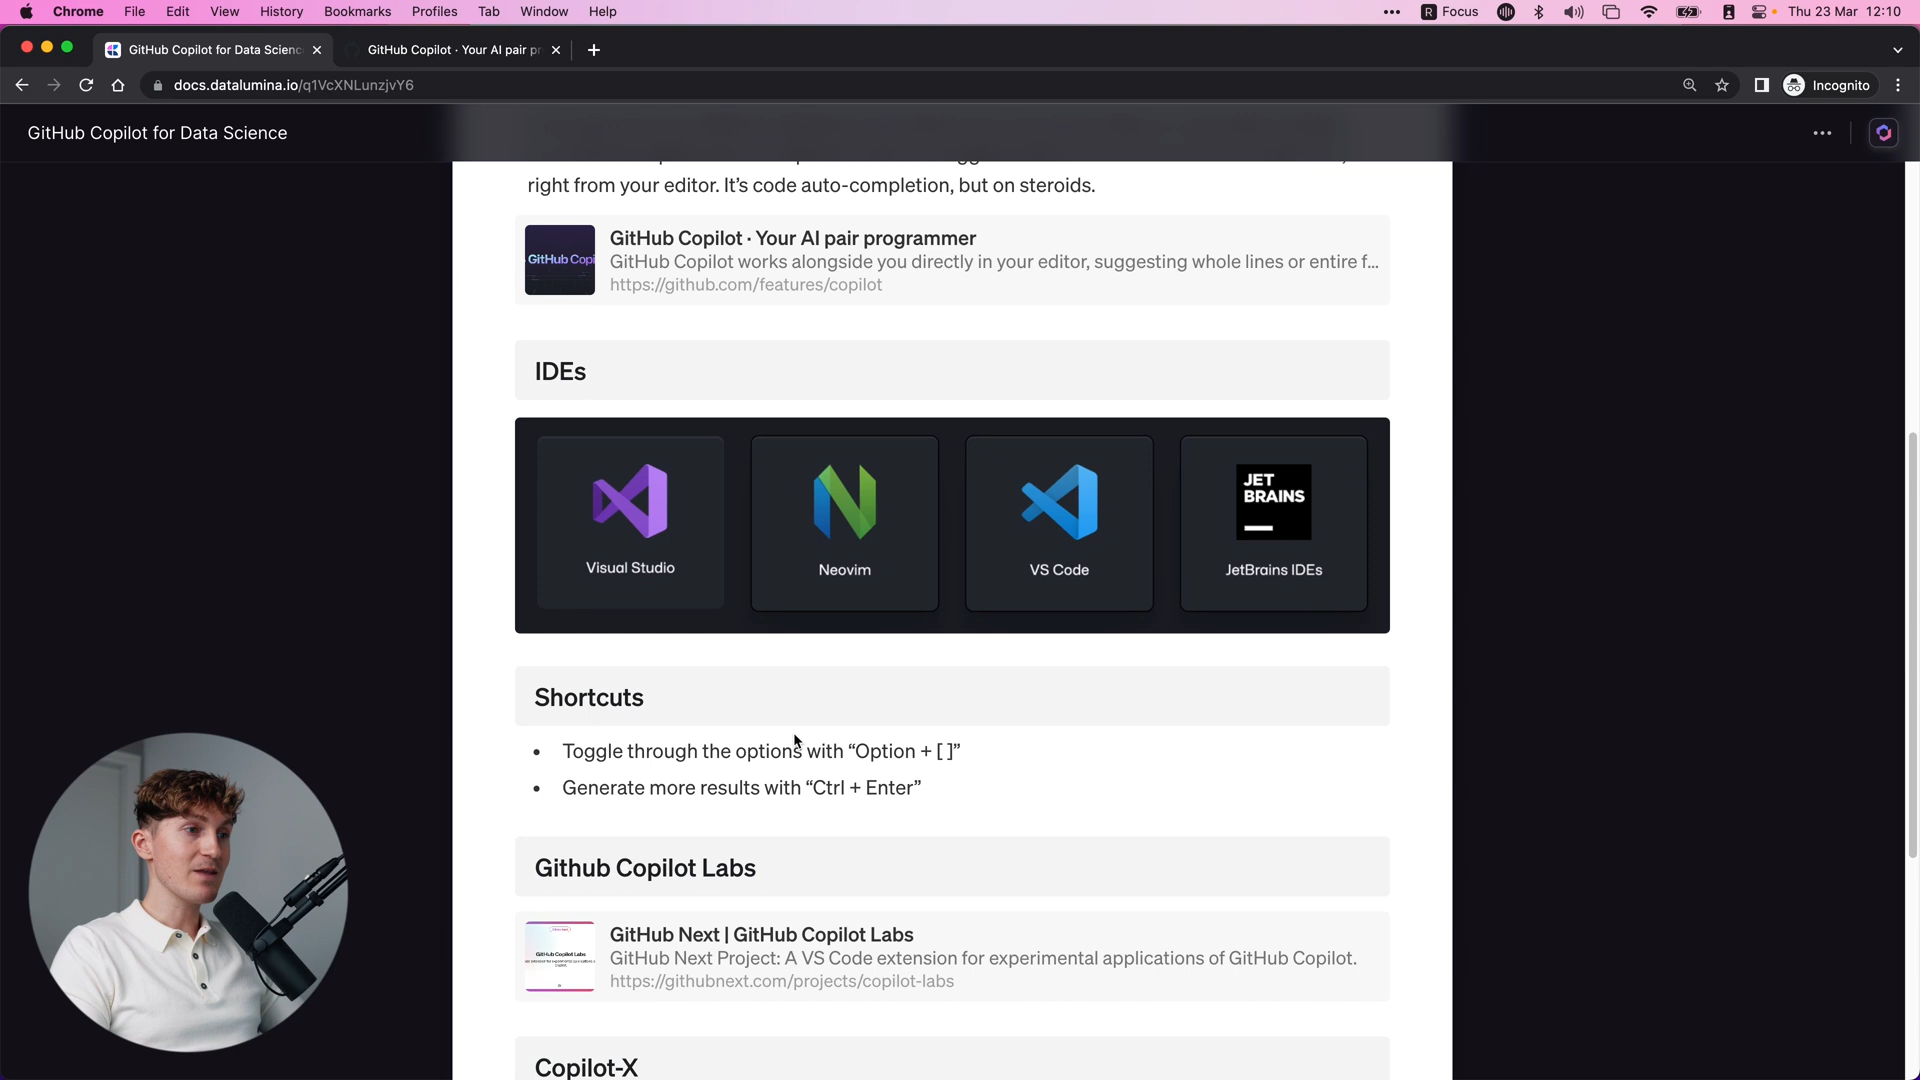 Chrome File Edit View History Bookmarks Profiles Tab Window Help
R Focus
Thu 23 Mar 12:10
GitHub Copilot for Data Scienc
GitHub Copilot · Your AI pair pr
docs.datalumina.io/q1VcXNLunzjvY6
Incognito
GitHub Copilot for Data Science
right from your editor. It’s code auto-completion, but on steroids.
GitHub Copi
GitHub Copilot · Your AI pair programmer
GitHub Copilot works alongside you directly in your editor, suggesting whole lines or entire f...
https://github.com/features/copilot
IDEs
Visual Studio
Neovim
VS Code
JET
BRAINS
JetBrains IDEs
Shortcuts
• Toggle through the options with “Option + [ ]”
• Generate more results with “Ctrl + Enter”
Github Copilot Labs
GitHub Copilot Labs
GitHub Next | GitHub Copilot Labs
GitHub Next Project: A VS Code extension for experimental applications of GitHub Copilot.
https://githubnext.com/projects/copilot-labs
Copilot-X